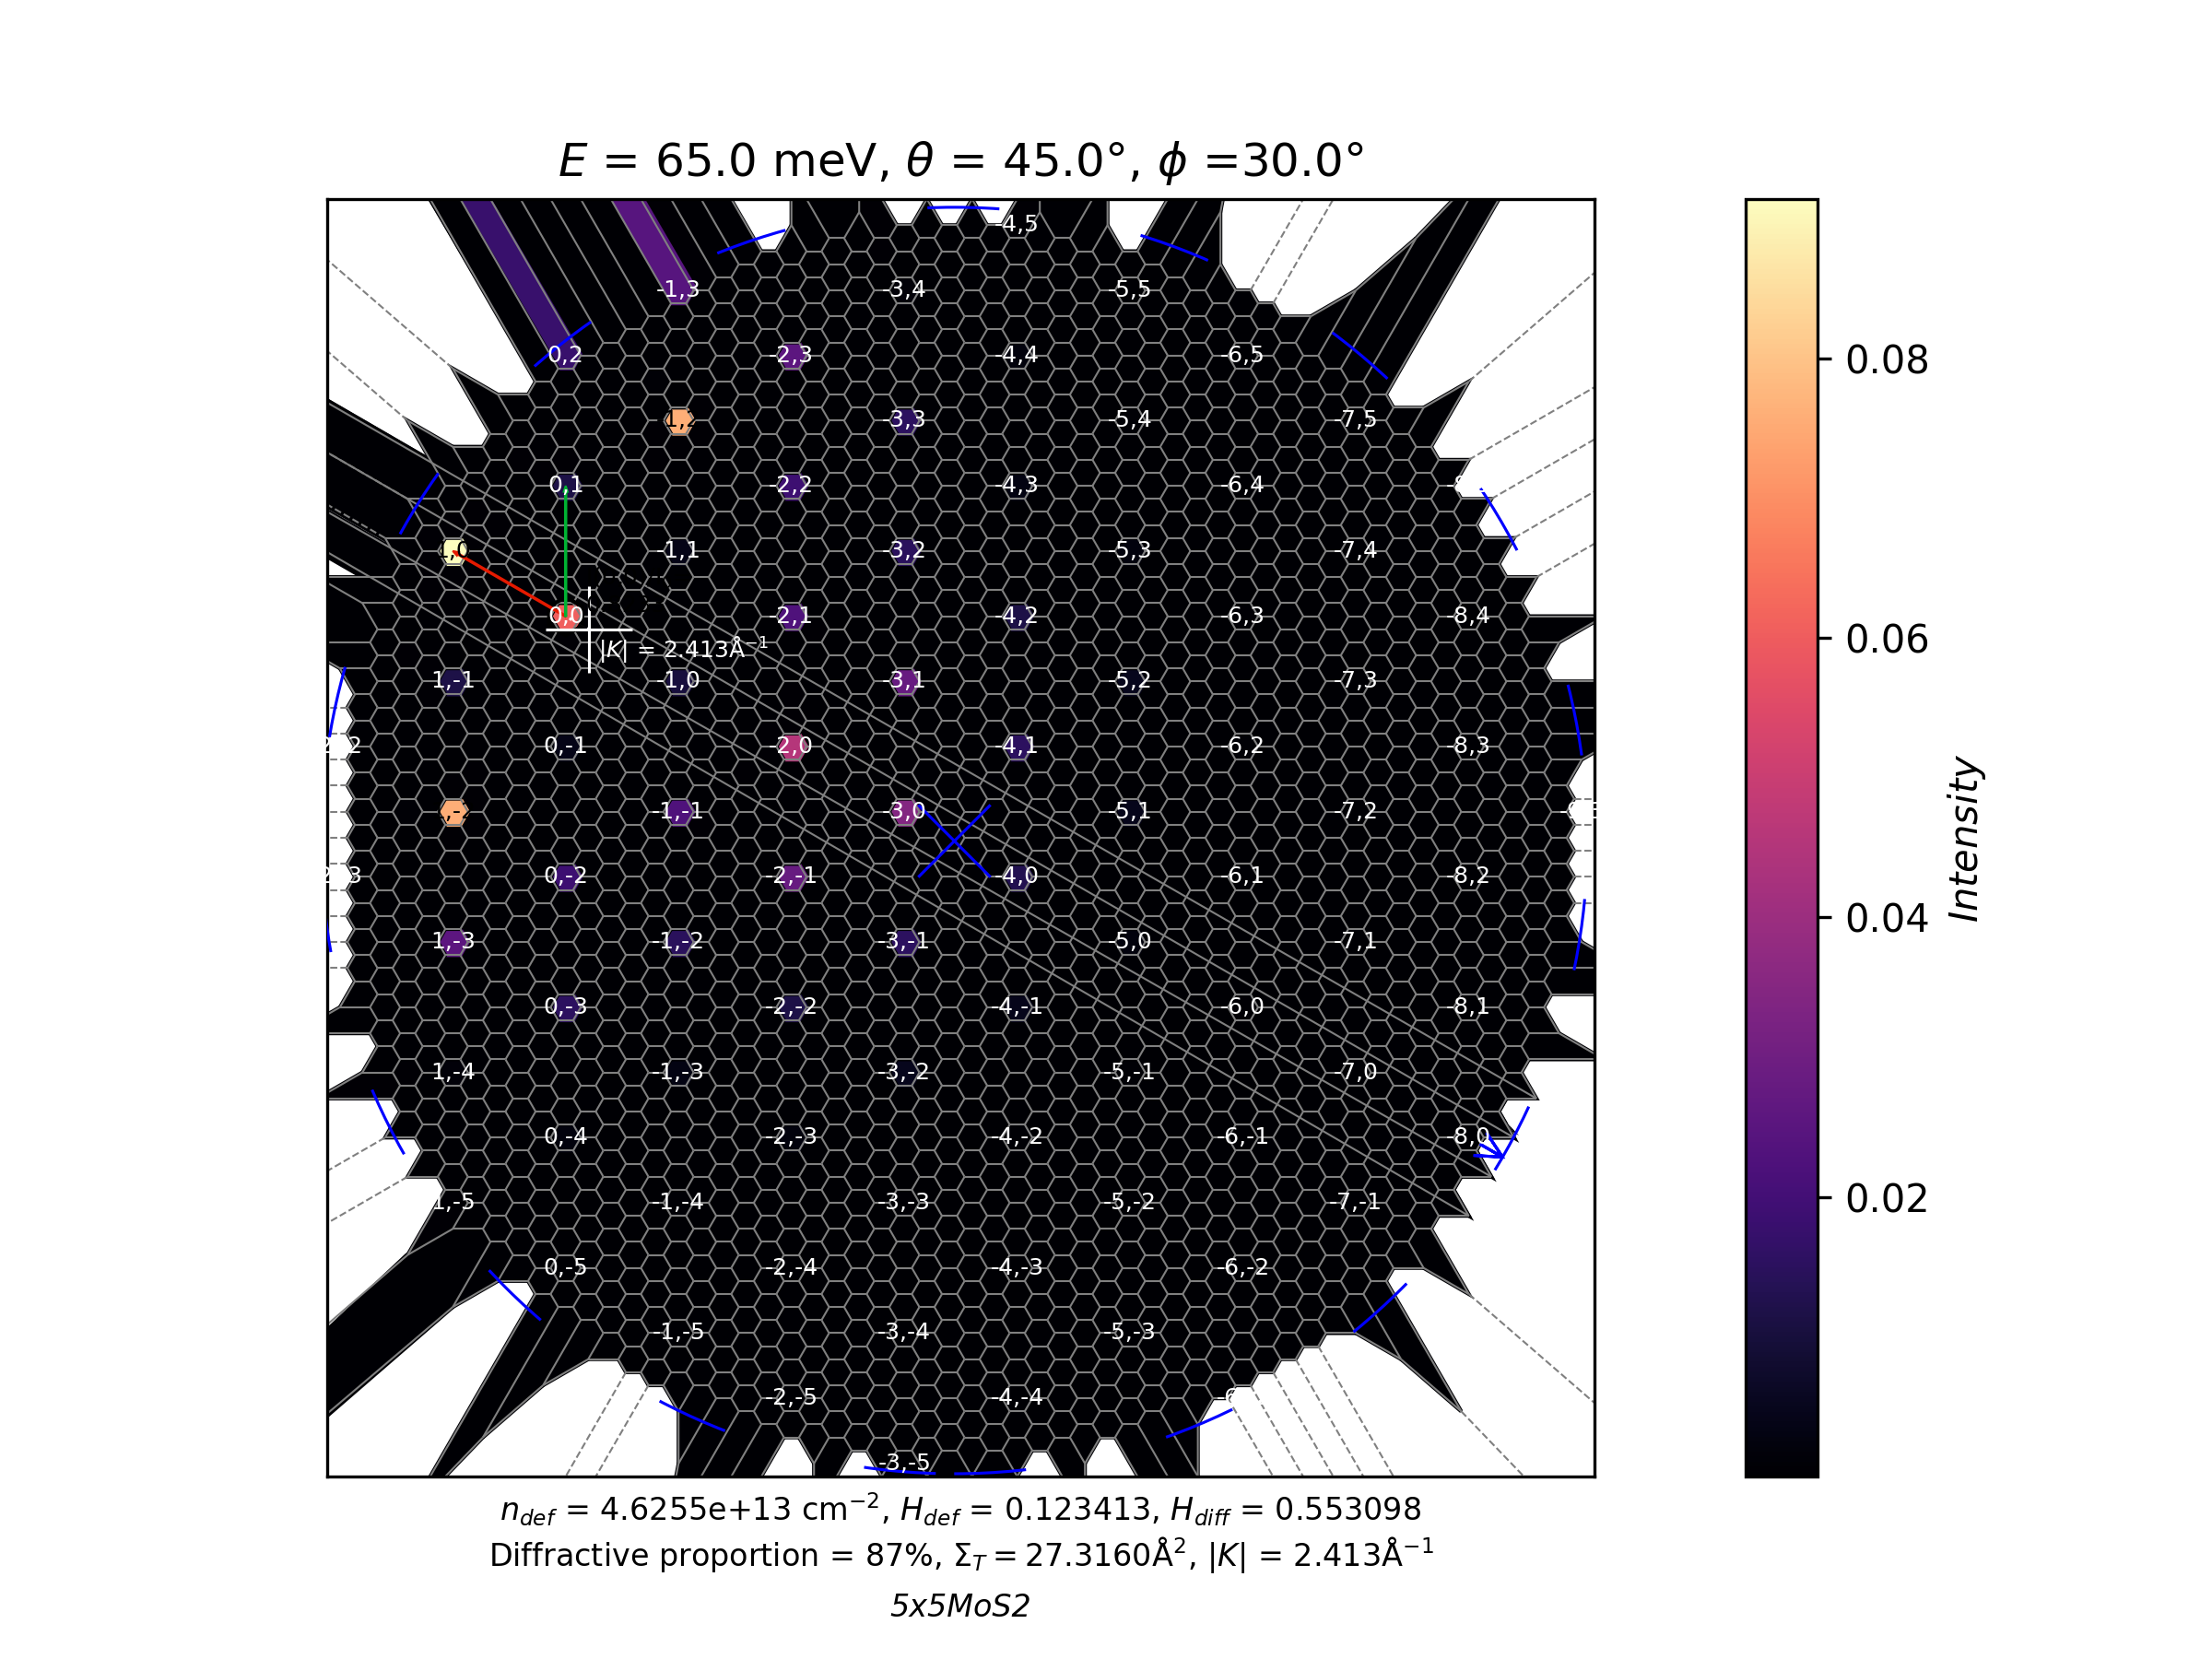 E = 65.0 meV, θ = 45.0°, ϕ =30.0°
-4,5
-1,3 -3,4 -5,5
0,2 -2,3 -4,4 -6,5
-3,3 -5,4 -7,5
0,1 -2,2 -4,3 -6,4
-1,1 -3,2 -5,3 -7,4
0,0 -2,1 -4,2 -6,3 -8,4
|K| = 2.413Å⁻¹
1,-1 -1,0 -3,1 -5,2 -7,3
0,-1 -2,0 -4,1 -6,2 -8,3
-1,-1 -3,0 -5,1 -7,2
0,-2 -2,-1 -4,0 -6,1 -8,2
1,-3 -1,-2 -3,-1 -5,0 -7,1
0,-3 -2,-2 -4,-1 -6,0 -8,1
1,-4 -1,-3 -3,-2 -5,-1 -7,0
0,-4 -2,-3 -4,-2 -6,-1 -8,0
1,-5 -1,-4 -3,-3 -5,-2 -7,-1
0,-5 -2,-4 -4,-3 -6,-2
-1,-5 -3,-4 -5,-3
-2,-5 -4,-4
-3,-5
0.08
0.06
0.04
0.02
Intensity
n_def = 4.6255e+13 cm⁻², H_def = 0.123413, H_diff = 0.553098
Diffractive proportion = 87%, Σ_T = 27.3160Å², |K| = 2.413Å⁻¹
5x5MoS2